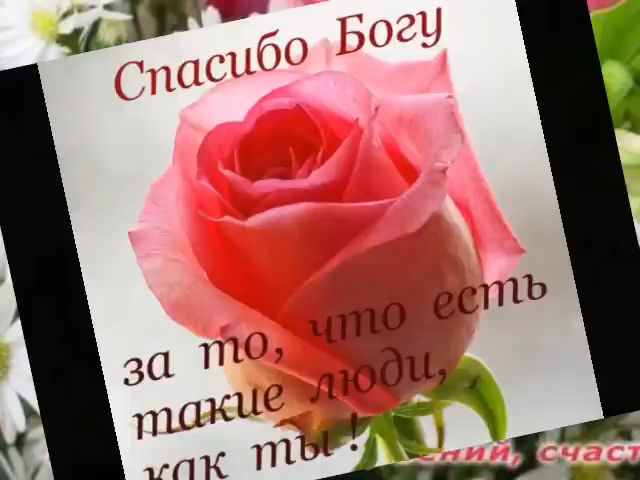 Спасибо Богу
за то, что есть
такие люди,
как ты!
ений, счаст